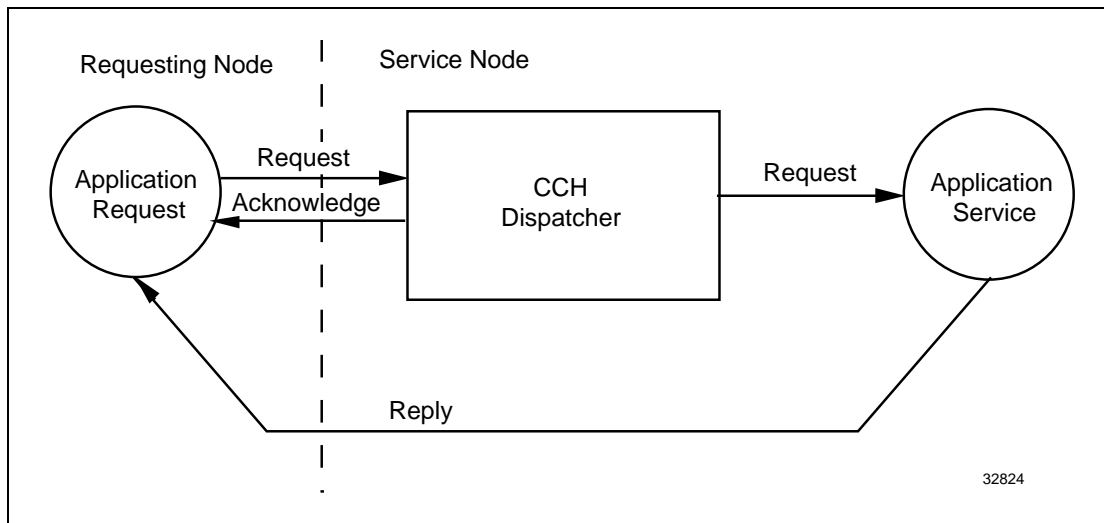 Requesting Node
Service Node
Application
Request
Request
Acknowledge
CCH
Dispatcher
Request
Application
Service
Reply
32824